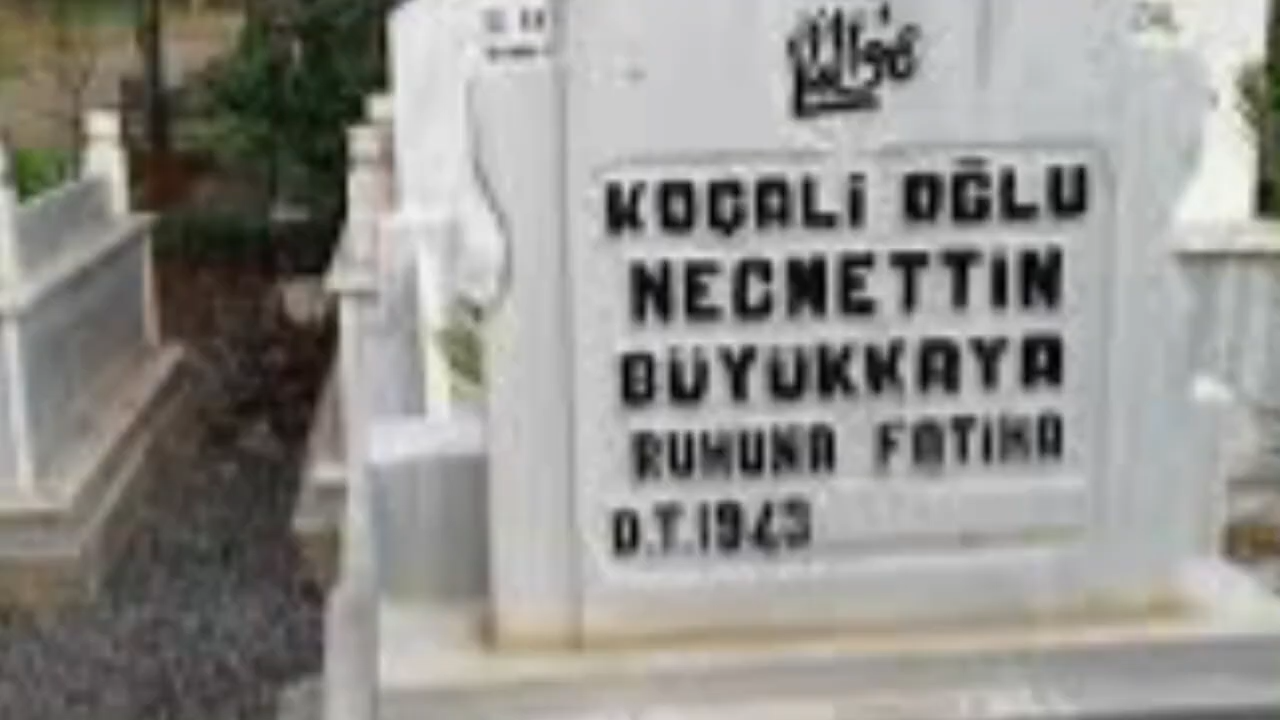 KOÇALİ OĞLU
NECMETTİN
BÜYÜKKAYA
RUHUNA FATİHA
D.T.1943